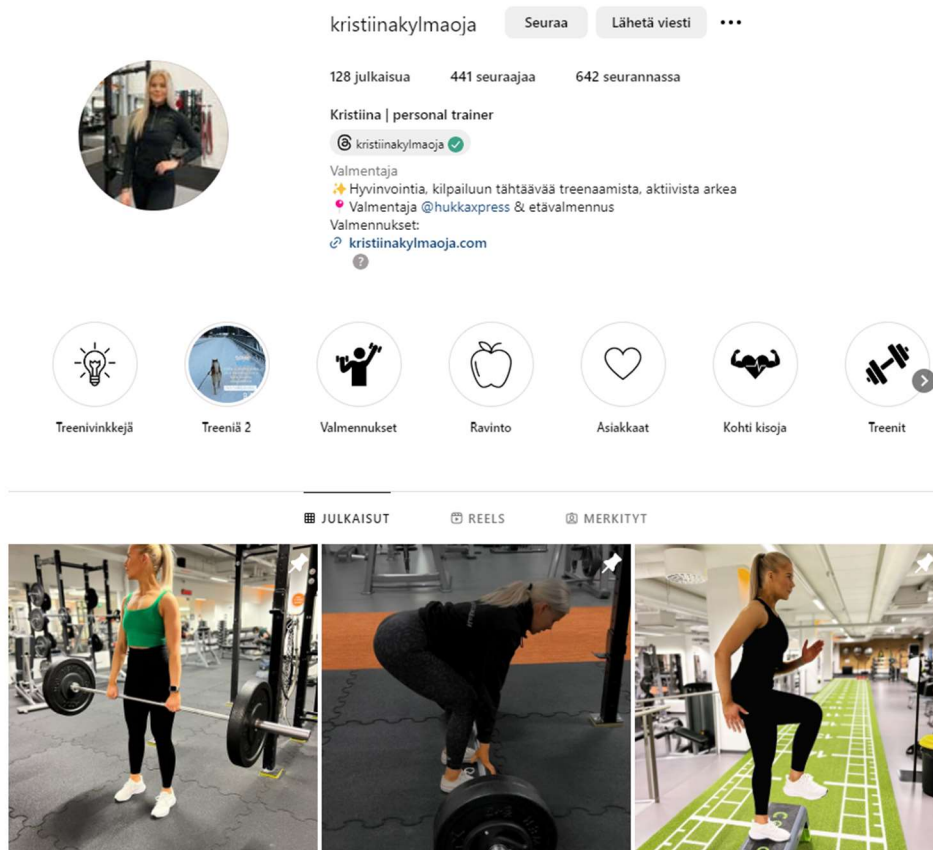 kristiinakylmaoja
Seuraa
Lähetä viesti
128 julkaisua
441 seuraajaa
642 seurannassa
Kristiina | personal trainer
kristiinakylmaoja
Valmentaja
✨ Hyvinvointia, kilpailuun tähtäävää treenaamista, aktiivista arkea
📍 Valmentaja @hukkaxpress & etävalmennus
Valmennukset:
kristiinakylmaoja.com
?
Treenivinkkejä
Treeniä 2
Valmennukset
Ravinto
Asiakkaat
Kohti kisoja
Treenit
JULKAISUT
REELS
MERKITYT